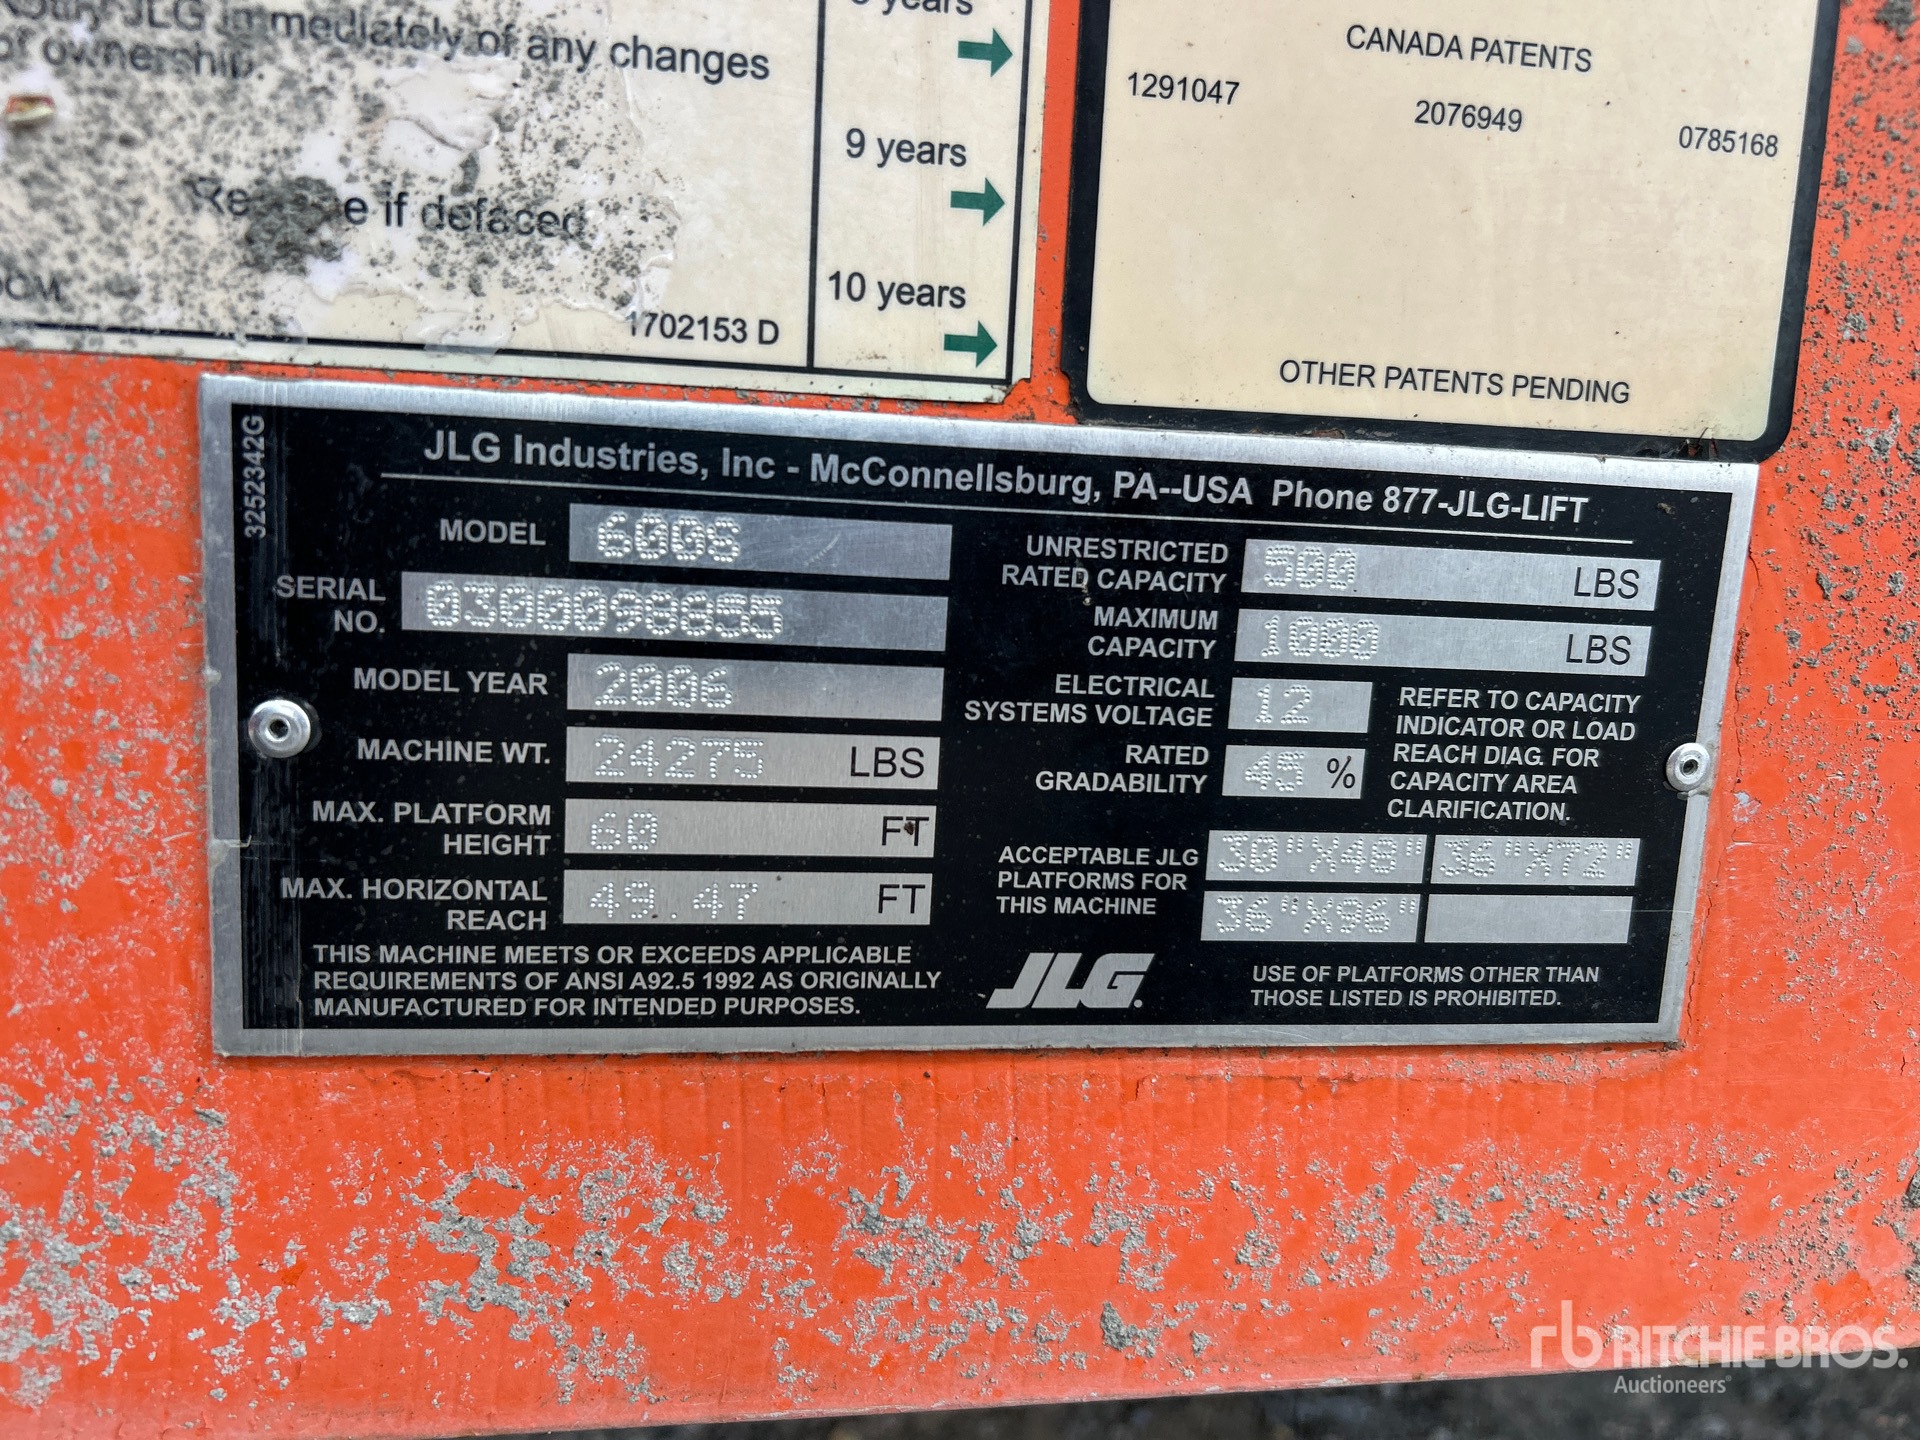 JLG immediately of any changes
of ownership.
e if defaced
1702153 D
years
9 years
10 years
CANADA PATENTS
1291047
2076949
0785168
OTHER PATENTS PENDING
3252342G
JLG Industries, Inc - McConnellsburg, PA--USA Phone 877-JLG-LIFT
MODEL 600S
SERIAL
NO. 0300098855
MODEL YEAR 2006
MACHINE WT. 24275 LBS
MAX. PLATFORM
HEIGHT 60 FT
MAX. HORIZONTAL
REACH 49.47 FT
THIS MACHINE MEETS OR EXCEEDS APPLICABLE
REQUIREMENTS OF ANSI A92.5 1992 AS ORIGINALLY
MANUFACTURED FOR INTENDED PURPOSES.
UNRESTRICTED
RATED CAPACITY 500 LBS
MAXIMUM
CAPACITY 1000 LBS
ELECTRICAL
SYSTEMS VOLTAGE 12
RATED
GRADABILITY 45 %
REFER TO CAPACITY
INDICATOR OR LOAD
REACH DIAG. FOR
CAPACITY AREA
CLARIFICATION.
ACCEPTABLE JLG
PLATFORMS FOR
THIS MACHINE
30"X48" 36"X72"
36"X96"
JLG
USE OF PLATFORMS OTHER THAN
THOSE LISTED IS PROHIBITED.
rb RITCHIE BROS.
Auctioneers